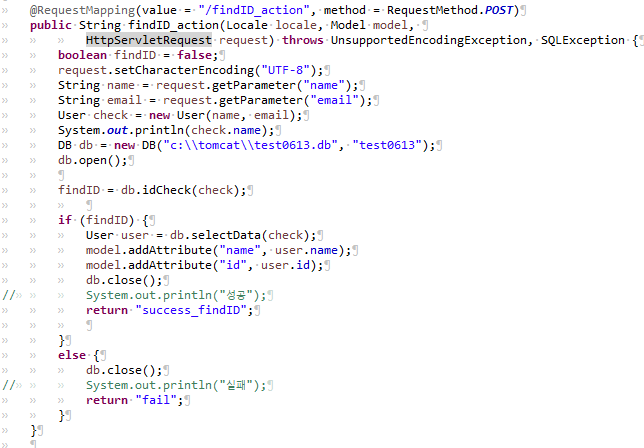 @RequestMapping(value = "/findID_action", method = RequestMethod.POST)
public String findID_action(Locale locale, Model model,
HttpServletRequest request) throws UnsupportedEncodingException, SQLException {
boolean findID = false;
request.setCharacterEncoding("UTF-8");
String name = request.getParameter("name");
String email = request.getParameter("email");
User check = new User(name, email);
System.out.println(check.name);
DB db = new DB("c:\\tomcat\\test0613.db", "test0613");
db.open();
findID = db.idCheck(check);
if (findID) {
User user = db.selectData(check);
model.addAttribute("name", user.name);
model.addAttribute("id", user.id);
db.close();
// System.out.println("성공");
return "success_findID";
}
else {
db.close();
// System.out.println("실패");
return "fail";
}
}